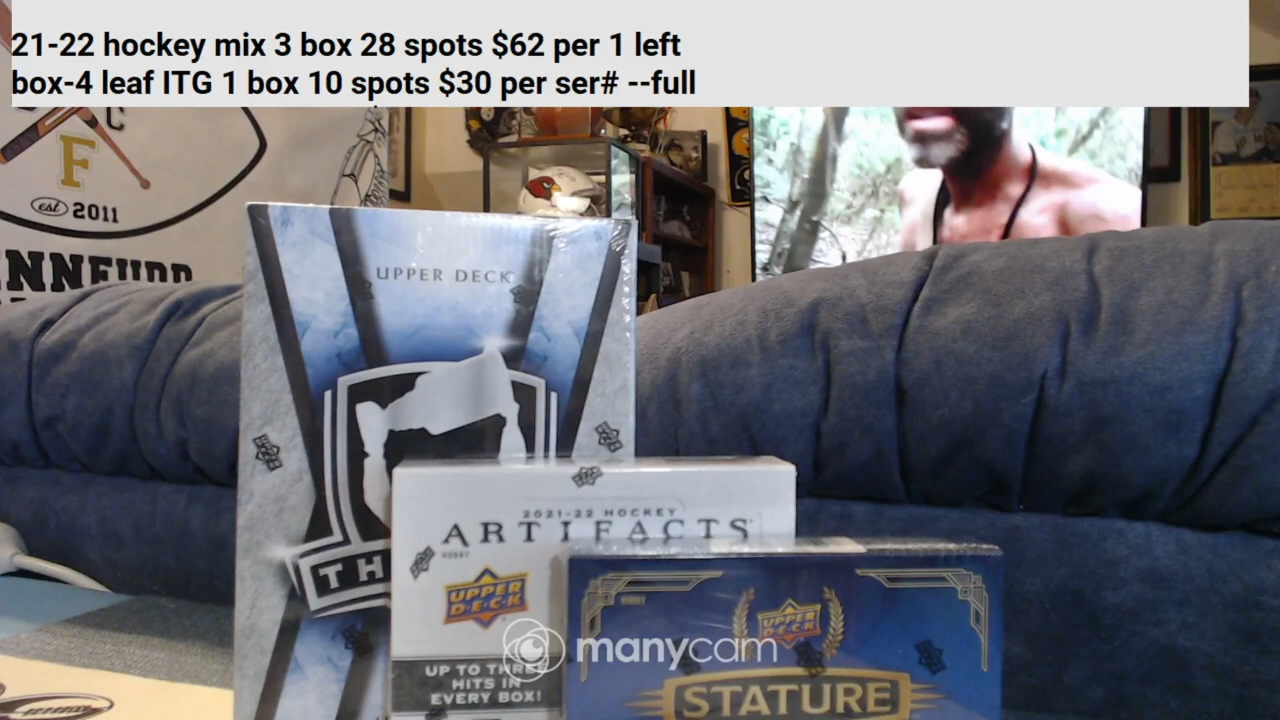 21-22 hockey mix 3 box 28 spots $62 per 1 left
box-4 leaf ITG 1 box 10 spots $30 per ser# --full
C
F
est 2011
UPPER DECK
TH
2021-22 HOCKEY
ARTIFACTS
HOBBY
UPPER
DECK
UP TO THREE
HITS IN
EVERY BOX!
manycam
UPPER
DECK
STATURE